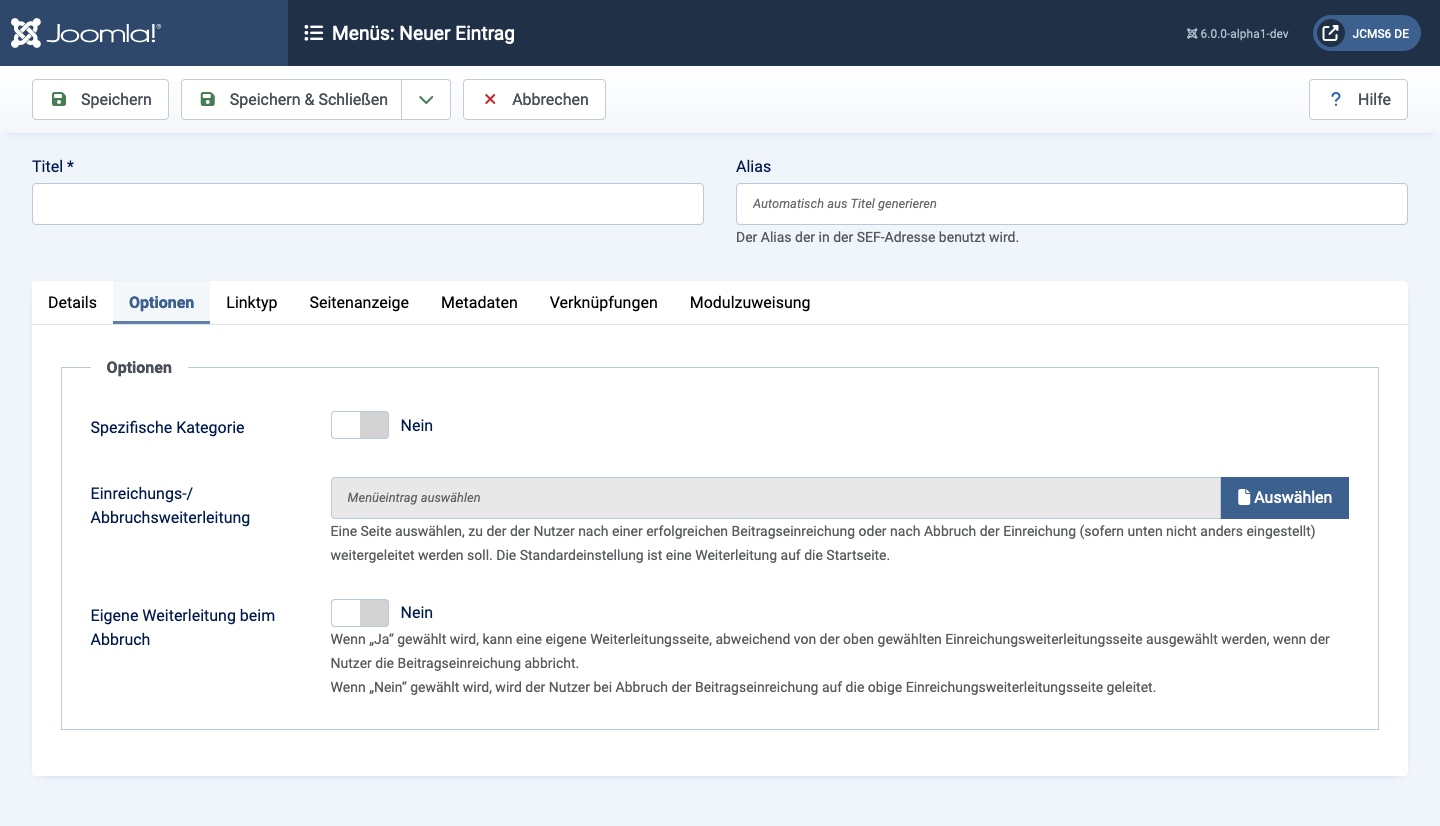 Joomla!®
Menüs: Neuer Eintrag
6.0.0-alpha1-dev
JCMS6 DE
Speichern
Speichern & Schließen
Abbrechen
? Hilfe
Titel *
Alias
Automatisch aus Titel generieren
Der Alias der in der SEF-Adresse benutzt wird.
Details
Optionen
Linktyp
Seitenanzeige
Metadaten
Verknüpfungen
Modulzuweisung
Optionen
Spezifische Kategorie
Nein
Einreichungs-/
Abbruchsweiterleitung
Menüeintrag auswählen
Auswählen
Eine Seite auswählen, zu der der Nutzer nach einer erfolgreichen Beitragseinreichung oder nach Abbruch der Einreichung (sofern unten nicht anders eingestellt)
weitergeleitet werden soll. Die Standardeinstellung ist eine Weiterleitung auf die Startseite.
Eigene Weiterleitung beim
Abbruch
Nein
Wenn „Ja“ gewählt wird, kann eine eigene Weiterleitungsseite, abweichend von der oben gewählten Einreichungsweiterleitungsseite ausgewählt werden, wenn der
Nutzer die Beitragseinreichung abbricht.
Wenn „Nein“ gewählt wird, wird der Nutzer bei Abbruch der Beitragseinreichung auf die obige Einreichungsweiterleitungsseite geleitet.